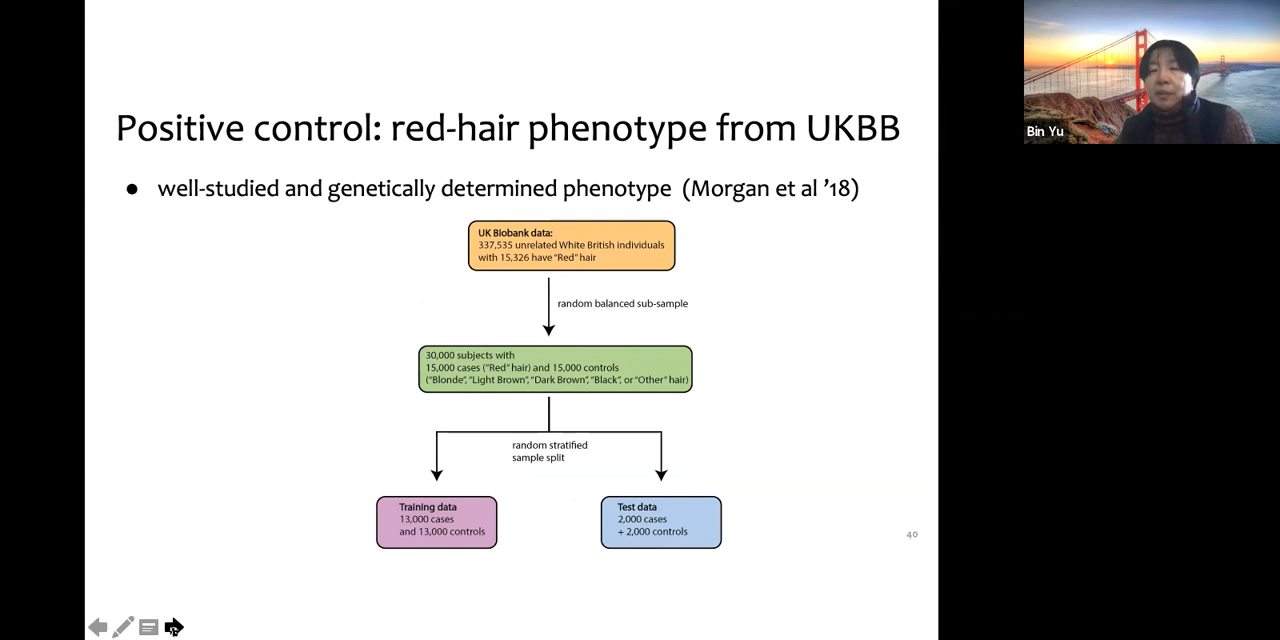 Positive control: red-hair phenotype from UKBB
● well-studied and genetically determined phenotype (Morgan et al ’18)
UK Biobank data:
337,535 unrelated White British individuals
with 15,326 have “Red” hair
random balanced sub-sample
30,000 subjects with
15,000 cases (“Red” hair) and 15,000 controls
(“Blonde”, “Light Brown”, “Dark Brown”, “Black”, or “Other” hair)
random stratified
sample split
Training data
13,000 cases
and 13,000 controls
Test data
2,000 cases
+ 2,000 controls
40
Bin Yu